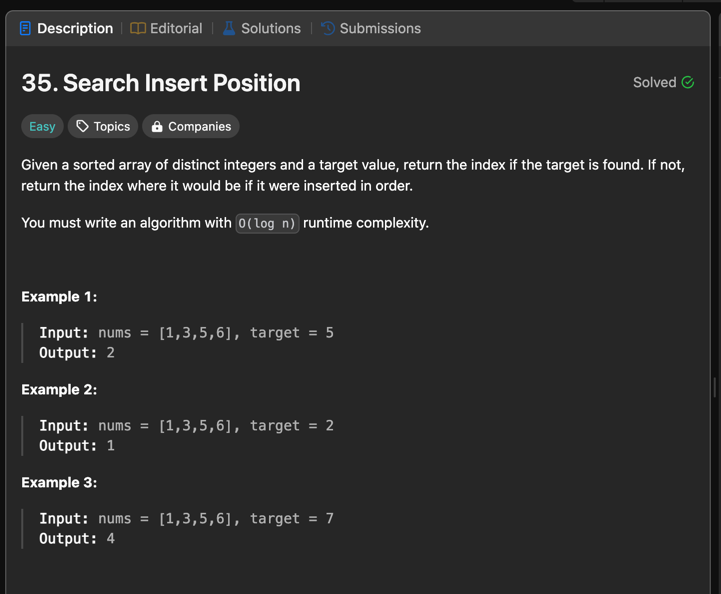 Description | Editorial | Solutions | Submissions
35. Search Insert Position
Solved
Easy Topics Companies
Given a sorted array of distinct integers and a target value, return the index if the target is found. If not,
return the index where it would be if it were inserted in order.
You must write an algorithm with O(log n) runtime complexity.
Example 1:
Input: nums = [1,3,5,6], target = 5
Output: 2
Example 2:
Input: nums = [1,3,5,6], target = 2
Output: 1
Example 3:
Input: nums = [1,3,5,6], target = 7
Output: 4